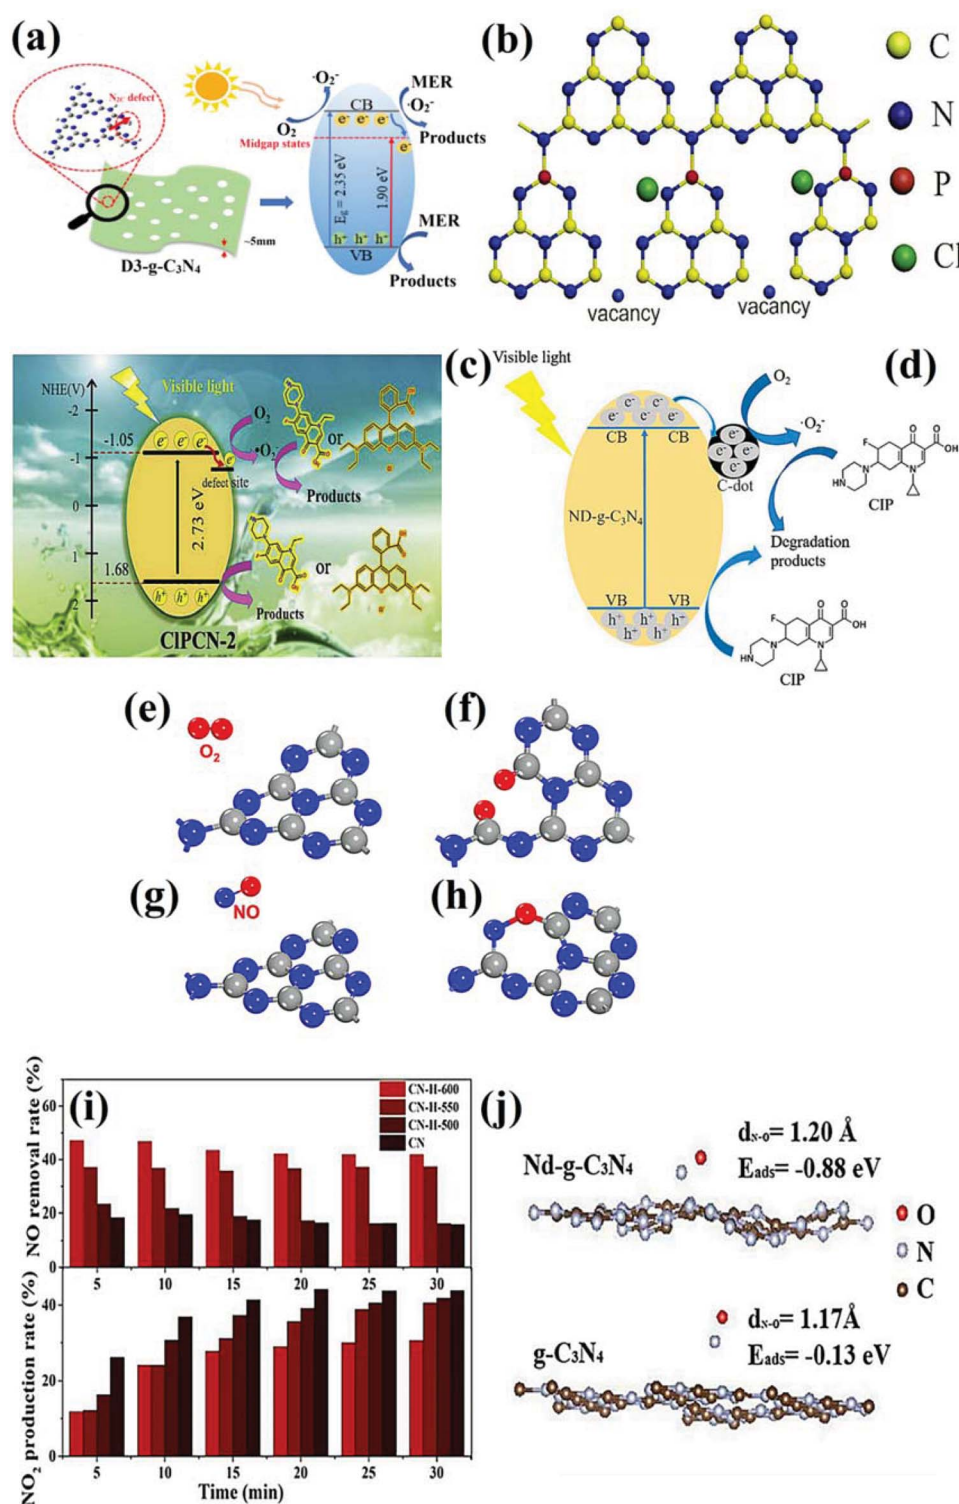 (a)
N2C defect
D3-g-C3N4
~5mm
·O2-
O2
Midgap states
CB
e- e- e-
e-
Eg = 2.35 eV
1.90 eV
h+ h+ h+
VB
MER
·O2-
Products
MER
Products
(b)
C
N
P
Cl
vacancy
vacancy
NHE(V)
-2
-1.05
-1
0
1
1.68
2
Visible light
e- e- e-
e-
defect site
2.73 eV
h+ h+ h+
ClPCN-2
O2
·O2-
or
Products
or
Products
(c)
Visible light
e- e- e-
e- e-
CB
CB
ND-g-C3N4
VB
VB
h+
h+ h+
h+ h+
e-
e- e-
e- e-
C-dot
(d)
O2
·O2-
F
O
O
OH
HN
N
N
CIP
Degradation
products
F
O
O
OH
HN
N
N
CIP
(e)
O2
(f)
(g)
NO
(h)
(i)
NO removal rate (%)
60
40
20
0
CN-H-600
CN-H-550
CN-H-500
CN
5 10 15 20 25 30
NO2 production rate (%)
40
20
0
5 10 15 20 25 30
Time (min)
(j)
Nd-g-C3N4
dN-O= 1.20 Å
Eads= -0.88 eV
O
N
C
g-C3N4
dN-O= 1.17Å
Eads= -0.13 eV